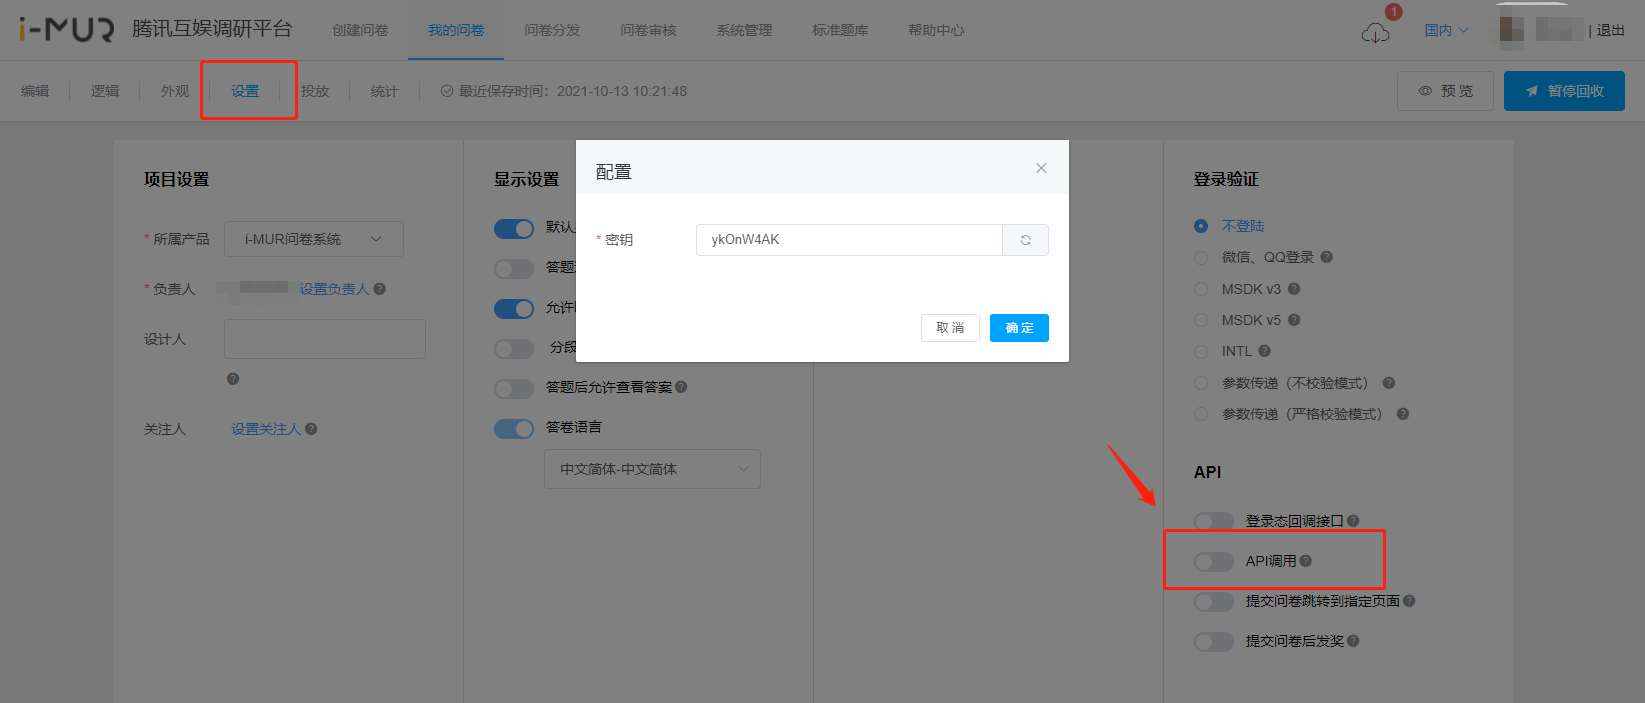 i-MUR 腾讯互娱调研平台 创建问卷 我的问卷 问卷分发 问卷审核 系统管理 标准题库 帮助中心 1 国内 | 退出
编辑 逻辑 外观 设置 投放 统计 最近保存时间：2021-10-13 10:21:48 预览 暂停回收
项目设置
* 所属产品 i-MUR问卷系统
* 负责人 设置负责人 ?
设计人
?
关注人 设置关注人 ?
显示设置
默认
答题
允许
分段
答题后允许查看答案 ?
答卷语言
中文简体-中文简体
配置
* 密钥 ykOnW4AK
取消 确定
登录验证
不登陆
微信、QQ登录 ?
MSDK v3 ?
MSDK v5 ?
INTL ?
参数传递（不校验模式） ?
参数传递（严格校验模式） ?
API
登录态回调接口 ?
API调用 ?
提交问卷跳转到指定页面 ?
提交问卷后发奖 ?